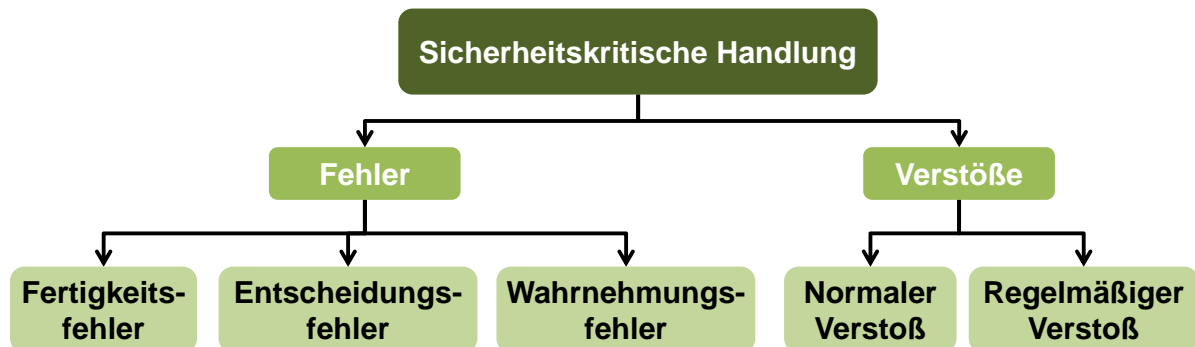 Sicherheitskritische Handlung
Fehler
Verstöße
Fertigkeits-
fehler
Entscheidungs-
fehler
Wahrnehmungs-
fehler
Normaler
Verstoß
Regelmäßiger
Verstoß